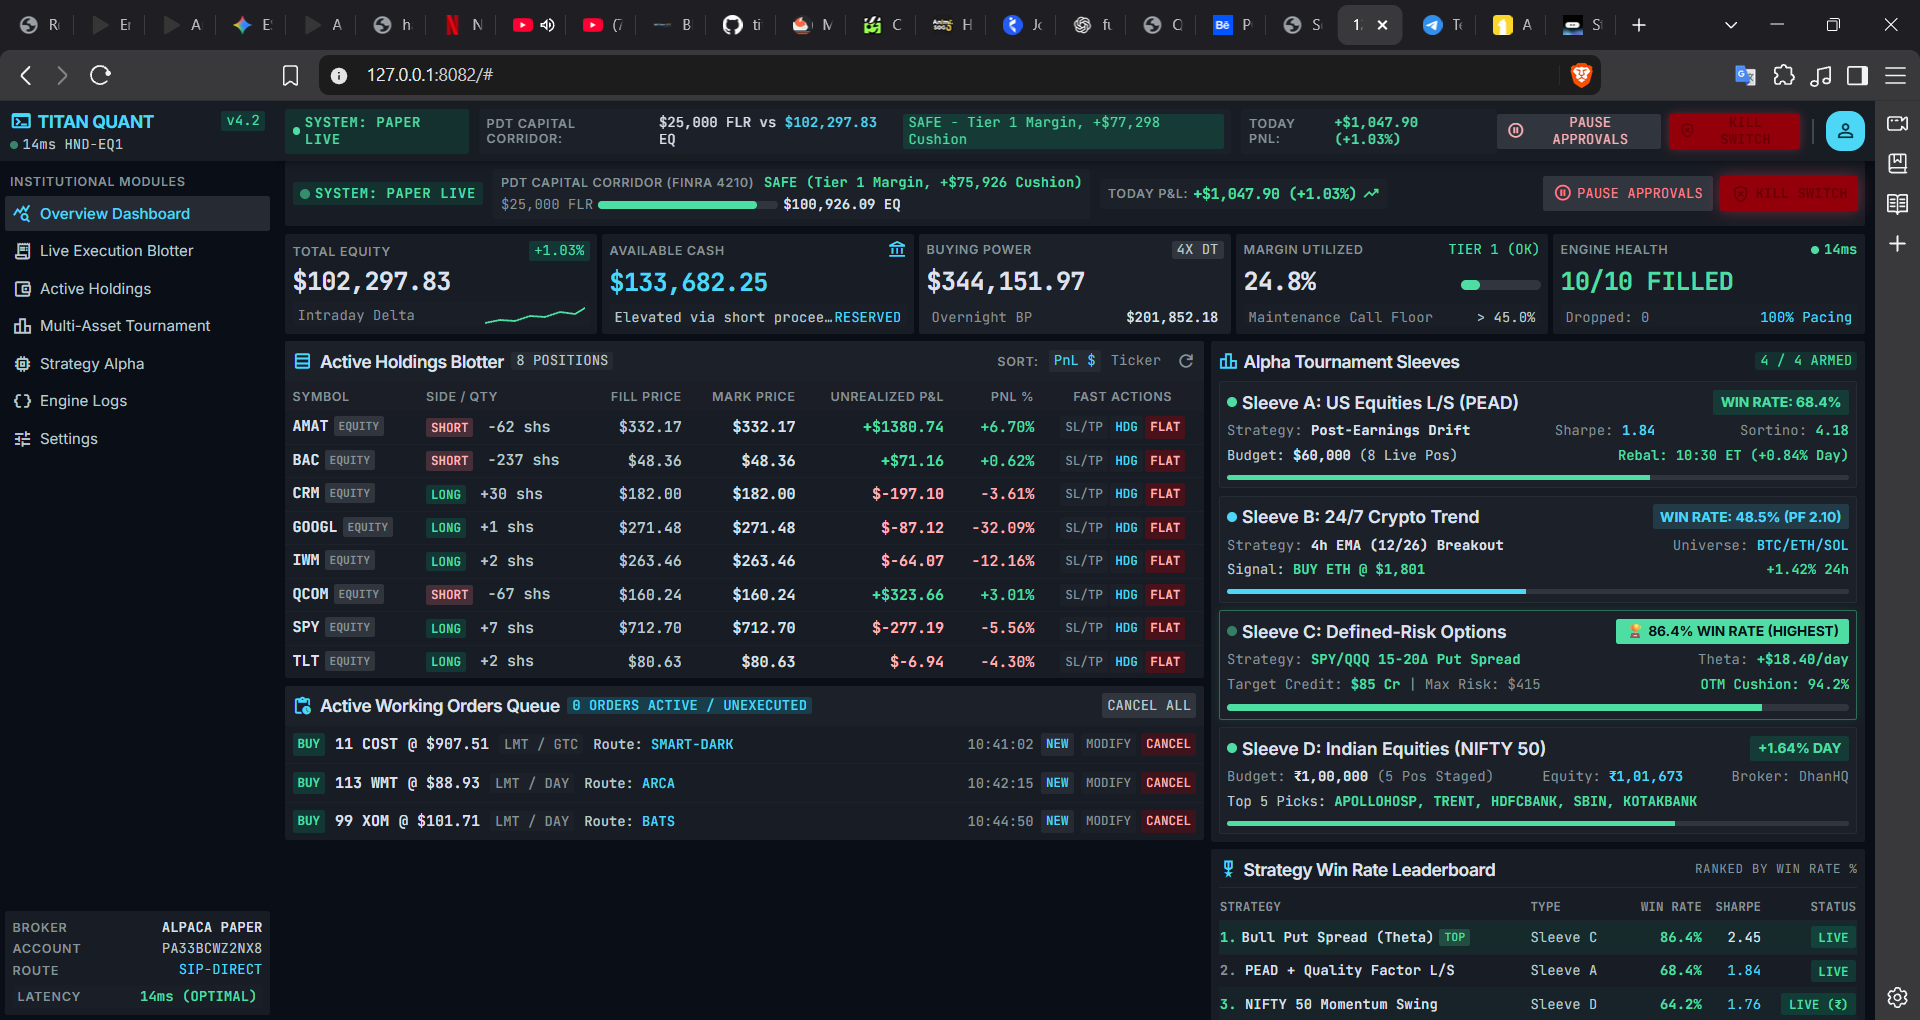 127.0.0.1:8082/#
TITAN QUANT
v4.2
14ms HND-EQ1
SYSTEM: PAPER LIVE
PDT CAPITAL CORRIDOR:
$25,000 FLR vs $102,297.83 EQ
SAFE - Tier 1 Margin, +$77,298 Cushion
TODAY PNL:
+$1,047.90 (+1.03%)
PAUSE APPROVALS
KILL SWITCH
INSTITUTIONAL MODULES
Overview Dashboard
Live Execution Blotter
Active Holdings
Multi-Asset Tournament
Strategy Alpha
Engine Logs
Settings
SYSTEM: PAPER LIVE
PDT CAPITAL CORRIDOR (FINRA 4210) SAFE (Tier 1 Margin, +$75,926 Cushion)
$25,000 FLR $100,926.09 EQ
TODAY P&L: +$1,047.90 (+1.03%)
PAUSE APPROVALS
KILL SWITCH
TOTAL EQUITY +1.03%
$102,297.83
Intraday Delta
AVAILABLE CASH
$133,682.25
Elevated via short procee… RESERVED
BUYING POWER 4X DT
$344,151.97
Overnight BP $201,852.18
MARGIN UTILIZED TIER 1 (OK)
24.8%
Maintenance Call Floor > 45.0%
ENGINE HEALTH 14ms
10/10 FILLED
Dropped: 0 100% Pacing
Active Holdings Blotter 8 POSITIONS SORT: PnL $ Ticker
SYMBOL SIDE / QTY FILL PRICE MARK PRICE UNREALIZED P&L PNL % FAST ACTIONS
AMAT EQUITY SHORT -62 shs $332.17 $332.17 +$1380.74 +6.70% SL/TP HDG FLAT
BAC EQUITY SHORT -237 shs $48.36 $48.36 +$71.16 +0.62% SL/TP HDG FLAT
CRM EQUITY LONG +30 shs $182.00 $182.00 $-197.10 -3.61% SL/TP HDG FLAT
GOOGL EQUITY LONG +1 shs $271.48 $271.48 $-87.12 -32.09% SL/TP HDG FLAT
IWM EQUITY LONG +2 shs $263.46 $263.46 $-64.07 -12.16% SL/TP HDG FLAT
QCOM EQUITY SHORT -67 shs $160.24 $160.24 +$323.66 +3.01% SL/TP HDG FLAT
SPY EQUITY LONG +7 shs $712.70 $712.70 $-277.19 -5.56% SL/TP HDG FLAT
TLT EQUITY LONG +2 shs $80.63 $80.63 $-6.94 -4.30% SL/TP HDG FLAT
Active Working Orders Queue 0 ORDERS ACTIVE / UNEXECUTED CANCEL ALL
BUY 11 COST @ $907.51 LMT / GTC Route: SMART-DARK 10:41:02 NEW MODIFY CANCEL
BUY 113 WMT @ $88.93 LMT / DAY Route: ARCA 10:42:15 NEW MODIFY CANCEL
BUY 99 XOM @ $101.71 LMT / DAY Route: BATS 10:44:50 NEW MODIFY CANCEL
Alpha Tournament Sleeves 4 / 4 ARMED
Sleeve A: US Equities L/S (PEAD) WIN RATE: 68.4%
Strategy: Post-Earnings Drift Sharpe: 1.84 Sortino: 4.18
Budget: $60,000 (8 Live Pos) Rebal: 10:30 ET (+0.84% Day)
Sleeve B: 24/7 Crypto Trend WIN RATE: 48.5% (PF 2.10)
Strategy: 4h EMA (12/26) Breakout Universe: BTC/ETH/SOL
Signal: BUY ETH @ $1,801 +1.42% 24h
Sleeve C: Defined-Risk Options 86.4% WIN RATE (HIGHEST)
Strategy: SPY/QQQ 15-20Δ Put Spread Theta: +$18.40/day
Target Credit: $85 Cr | Max Risk: $415 OTM Cushion: 94.2%
Sleeve D: Indian Equities (NIFTY 50) +1.64% DAY
Budget: ₹1,00,000 (5 Pos Staged) Equity: ₹1,01,673 Broker: DhanHQ
Top 5 Picks: APOLLOHOSP, TRENT, HDFCBANK, SBIN, KOTAKBANK
Strategy Win Rate Leaderboard RANKED BY WIN RATE %
STRATEGY TYPE WIN RATE SHARPE STATUS
1. Bull Put Spread (Theta) TOP Sleeve C 86.4% 2.45 LIVE
2. PEAD + Quality Factor L/S Sleeve A 68.4% 1.84 LIVE
3. NIFTY 50 Momentum Swing Sleeve D 64.2% 1.76 LIVE (₹)
BROKER ALPACA PAPER
ACCOUNT PA33BCWZ2NX8
ROUTE SIP-DIRECT
LATENCY 14ms (OPTIMAL)